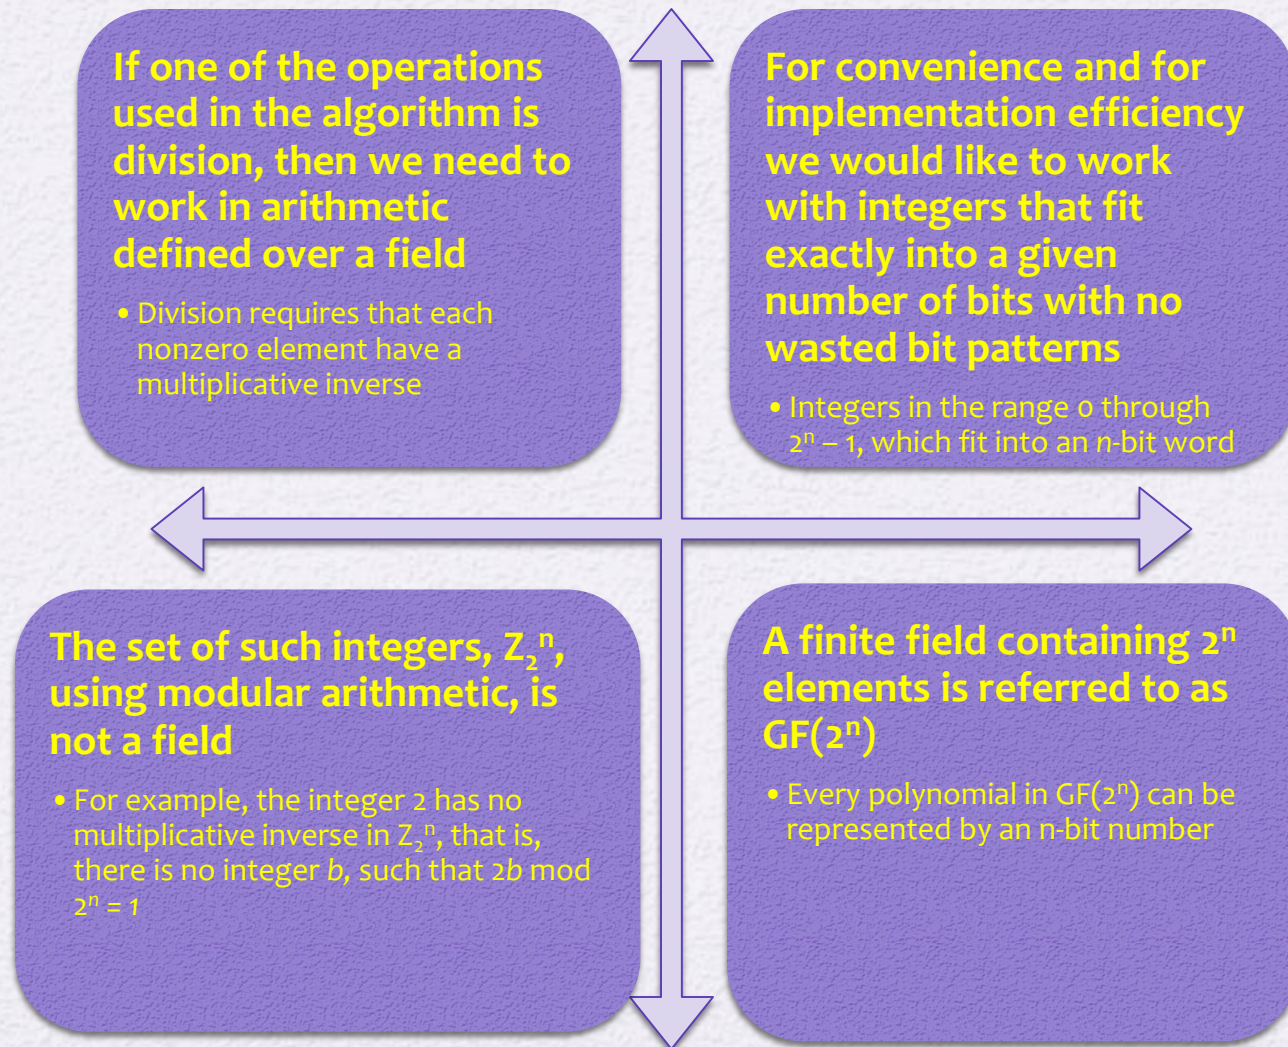 If one of the operations
used in the algorithm is
division, then we need to
work in arithmetic
defined over a field
• Division requires that each
nonzero element have a
multiplicative inverse
For convenience and for
implementation efficiency
we would like to work
with integers that fit
exactly into a given
number of bits with no
wasted bit patterns
• Integers in the range 0 through
2ⁿ – 1, which fit into an n-bit word
The set of such integers, Z₂ⁿ,
using modular arithmetic, is
not a field
• For example, the integer 2 has no
multiplicative inverse in Z₂ⁿ, that is,
there is no integer b, such that 2b mod
2ⁿ = 1
A finite field containing 2ⁿ
elements is referred to as
GF(2ⁿ)
• Every polynomial in GF(2ⁿ) can be
represented by an n-bit number